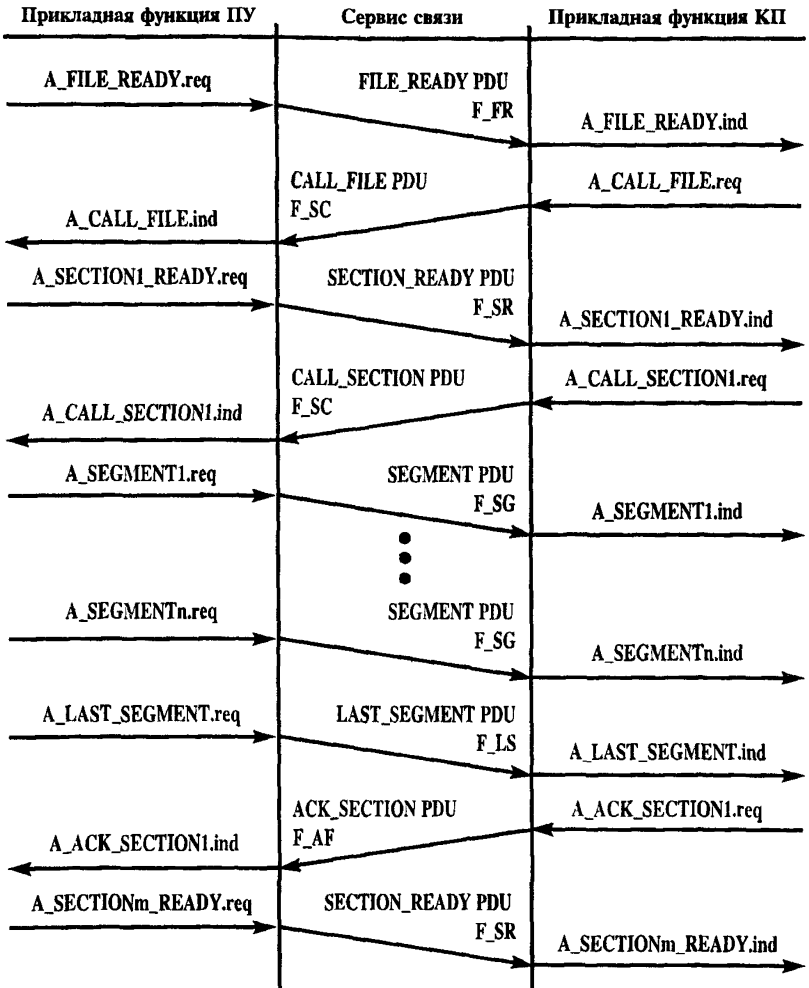 Прикладная функция ПУ
Сервис связи
Прикладная функция КП
A_FILE_READY.req
FILE_READY PDU
F_FR
A_FILE_READY.ind
CALL_FILE PDU
A_CALL_FILE.req
F_SC
A_CALL_FILE.ind
A_SECTION1_READY.req
SECTION_READY PDU
F_SR
A_SECTION1_READY.ind
CALL_SECTION PDU
A_CALL_SECTION1.req
F_SC
A_CALL_SECTION1.ind
A_SEGMENT1.req
SEGMENT PDU
F_SG
A_SEGMENT1.ind
A_SEGMENTn.req
SEGMENT PDU
F_SG
A_SEGMENTn.ind
A_LAST_SEGMENT.req
LAST_SEGMENT PDU
F_LS
A_LAST_SEGMENT.ind
ACK_SECTION PDU
A_ACK_SECTION1.req
F_AF
A_ACK_SECTION1.ind
A_SECTIONm_READY.req
SECTION_READY PDU
F_SR
A_SECTIONm_READY.ind